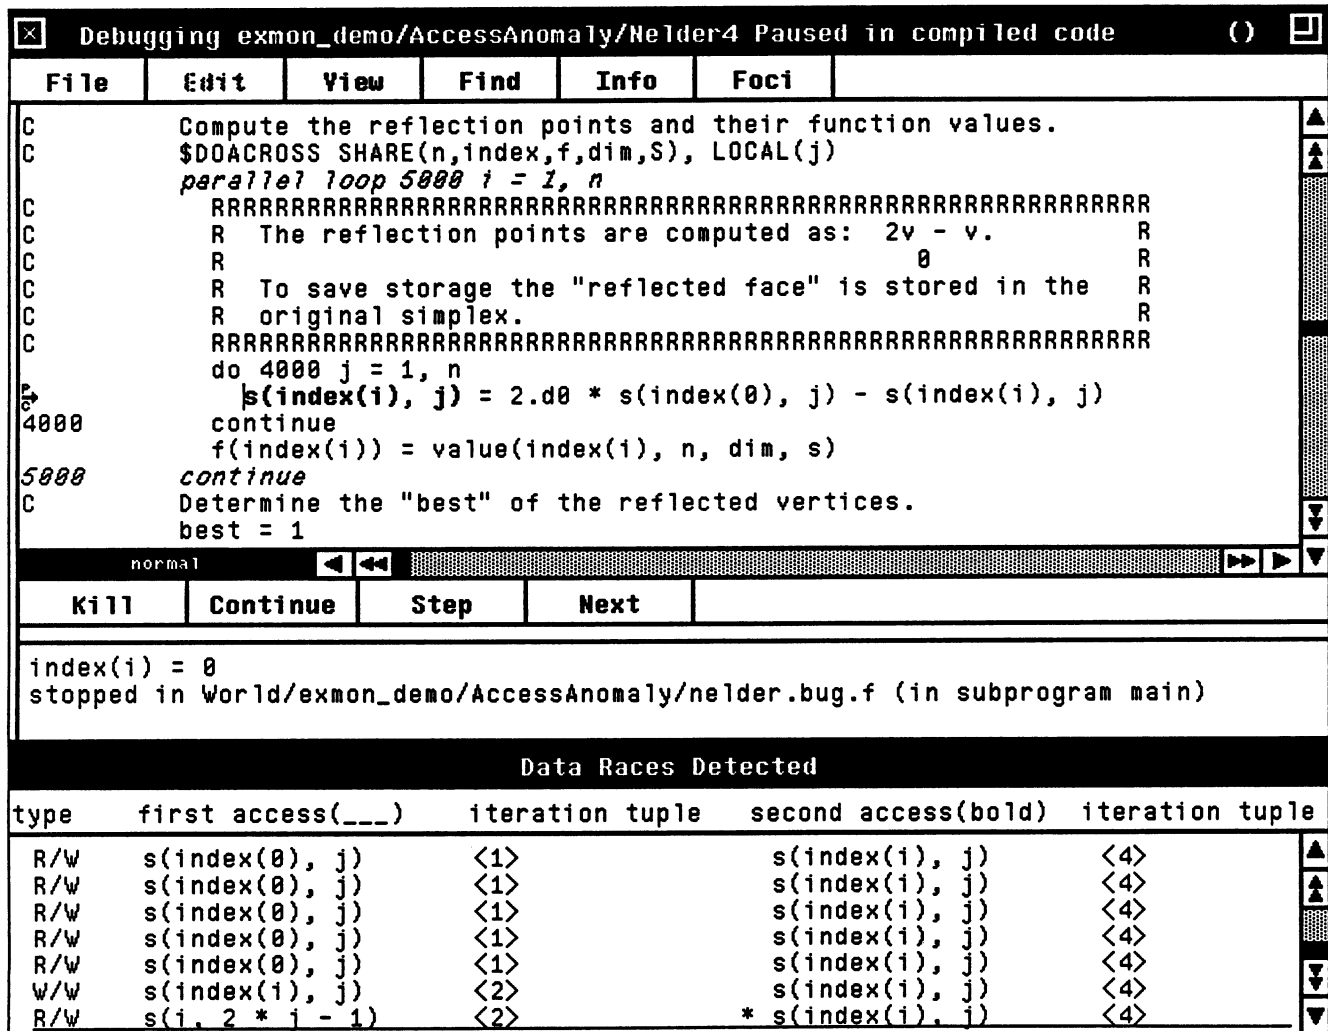 Debugging exmon_demo/AccessAnomaly/Nelder4 Paused in compiled code ()
File Edit View Find Info Foci
C Compute the reflection points and their function values.
C $DOACROSS SHARE(n,index,f,dim,S), LOCAL(j)
parallel loop 5000 i = 1, n
C RRRRRRRRRRRRRRRRRRRRRRRRRRRRRRRRRRRRRRRRRRRRRRRRRRRRRRRRRR
C R The reflection points are computed as: 2v - v. R
C R 0 R
C R To save storage the "reflected face" is stored in the R
C R original simplex. R
C RRRRRRRRRRRRRRRRRRRRRRRRRRRRRRRRRRRRRRRRRRRRRRRRRRRRRRRRRR
do 4000 j = 1, n
s(index(i), j) = 2.d0 * s(index(0), j) - s(index(i), j)
4000 continue
f(index(i)) = value(index(i), n, dim, s)
5000 continue
C Determine the "best" of the reflected vertices.
best = 1
normal
Kill Continue Step Next
index(i) = 0
stopped in World/exmon_demo/AccessAnomaly/nelder.bug.f (in subprogram main)
Data Races Detected
type first access(___) iteration tuple second access(bold) iteration tuple
R/W s(index(0), j) <1> s(index(i), j) <4>
R/W s(index(0), j) <1> s(index(i), j) <4>
R/W s(index(0), j) <1> s(index(i), j) <4>
R/W s(index(0), j) <1> s(index(i), j) <4>
R/W s(index(0), j) <1> s(index(i), j) <4>
W/W s(index(i), j) <2> s(index(i), j) <4>
R/W s(i, 2 * j - 1) <2> * s(index(i), j) <4>